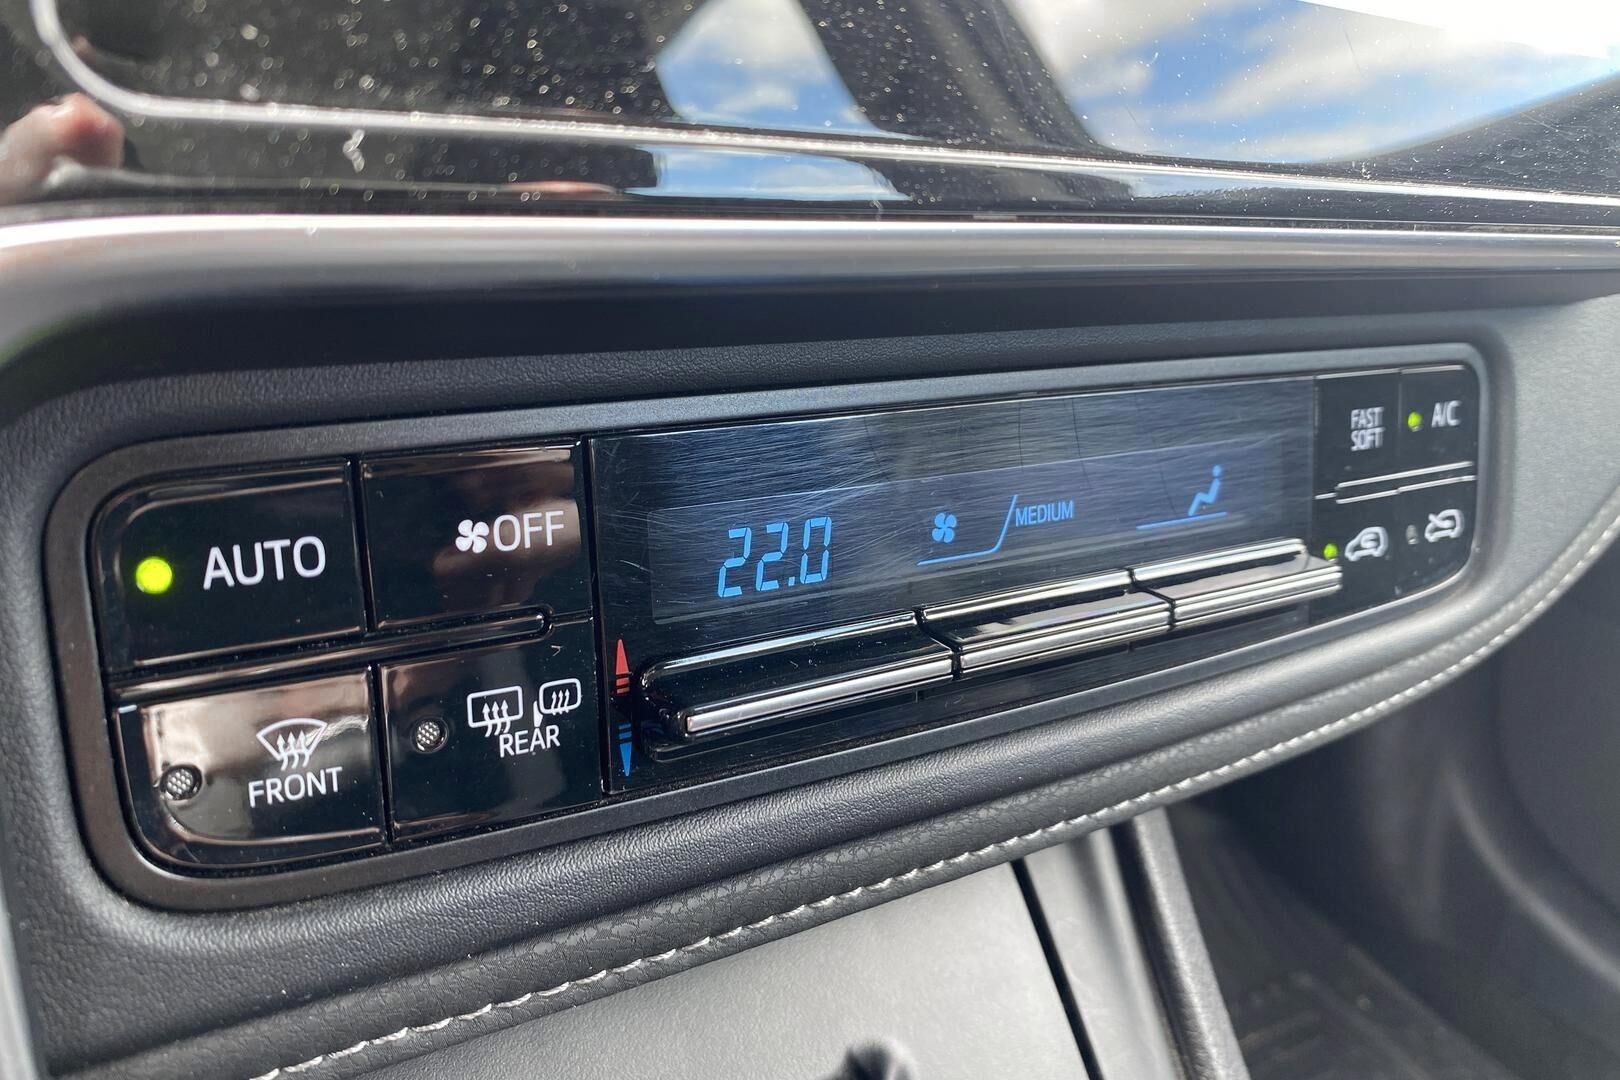 AUTO
OFF
22.0
MEDIUM
FAST
SOFT
A/C
FRONT
REAR